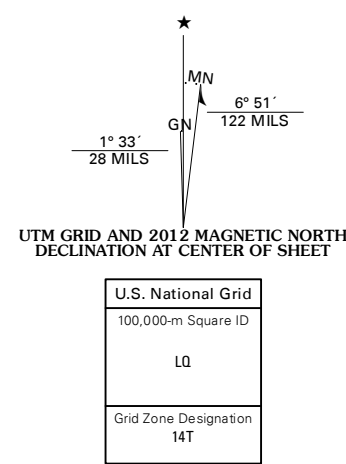 ★
MN
GN
6° 51´
122 MILS
1° 33´
28 MILS
UTM GRID AND 2012 MAGNETIC NORTH
DECLINATION AT CENTER OF SHEET
U.S. National Grid
100,000-m Square ID
LQ
Grid Zone Designation
14T